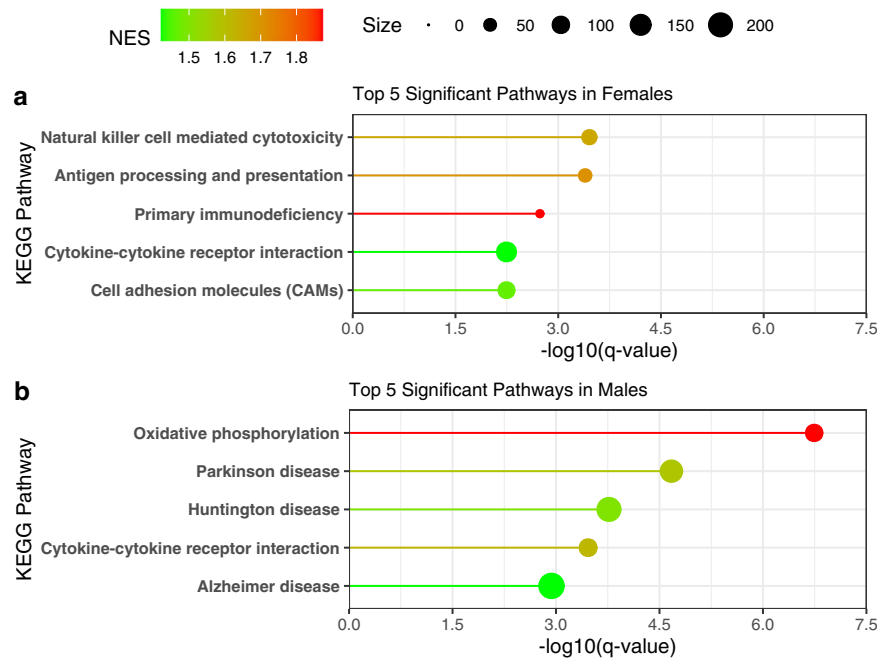 NES
1.5 1.6 1.7 1.8
Size 0 50 100 150 200
a
Top 5 Significant Pathways in Females
KEGG Pathway
Natural killer cell mediated cytotoxicity
Antigen processing and presentation
Primary immunodeficiency
Cytokine-cytokine receptor interaction
Cell adhesion molecules (CAMs)
0.0 1.5 3.0 4.5 6.0 7.5
-log10(q-value)
b
Top 5 Significant Pathways in Males
KEGG Pathway
Oxidative phosphorylation
Parkinson disease
Huntington disease
Cytokine-cytokine receptor interaction
Alzheimer disease
0.0 1.5 3.0 4.5 6.0 7.5
-log10(q-value)